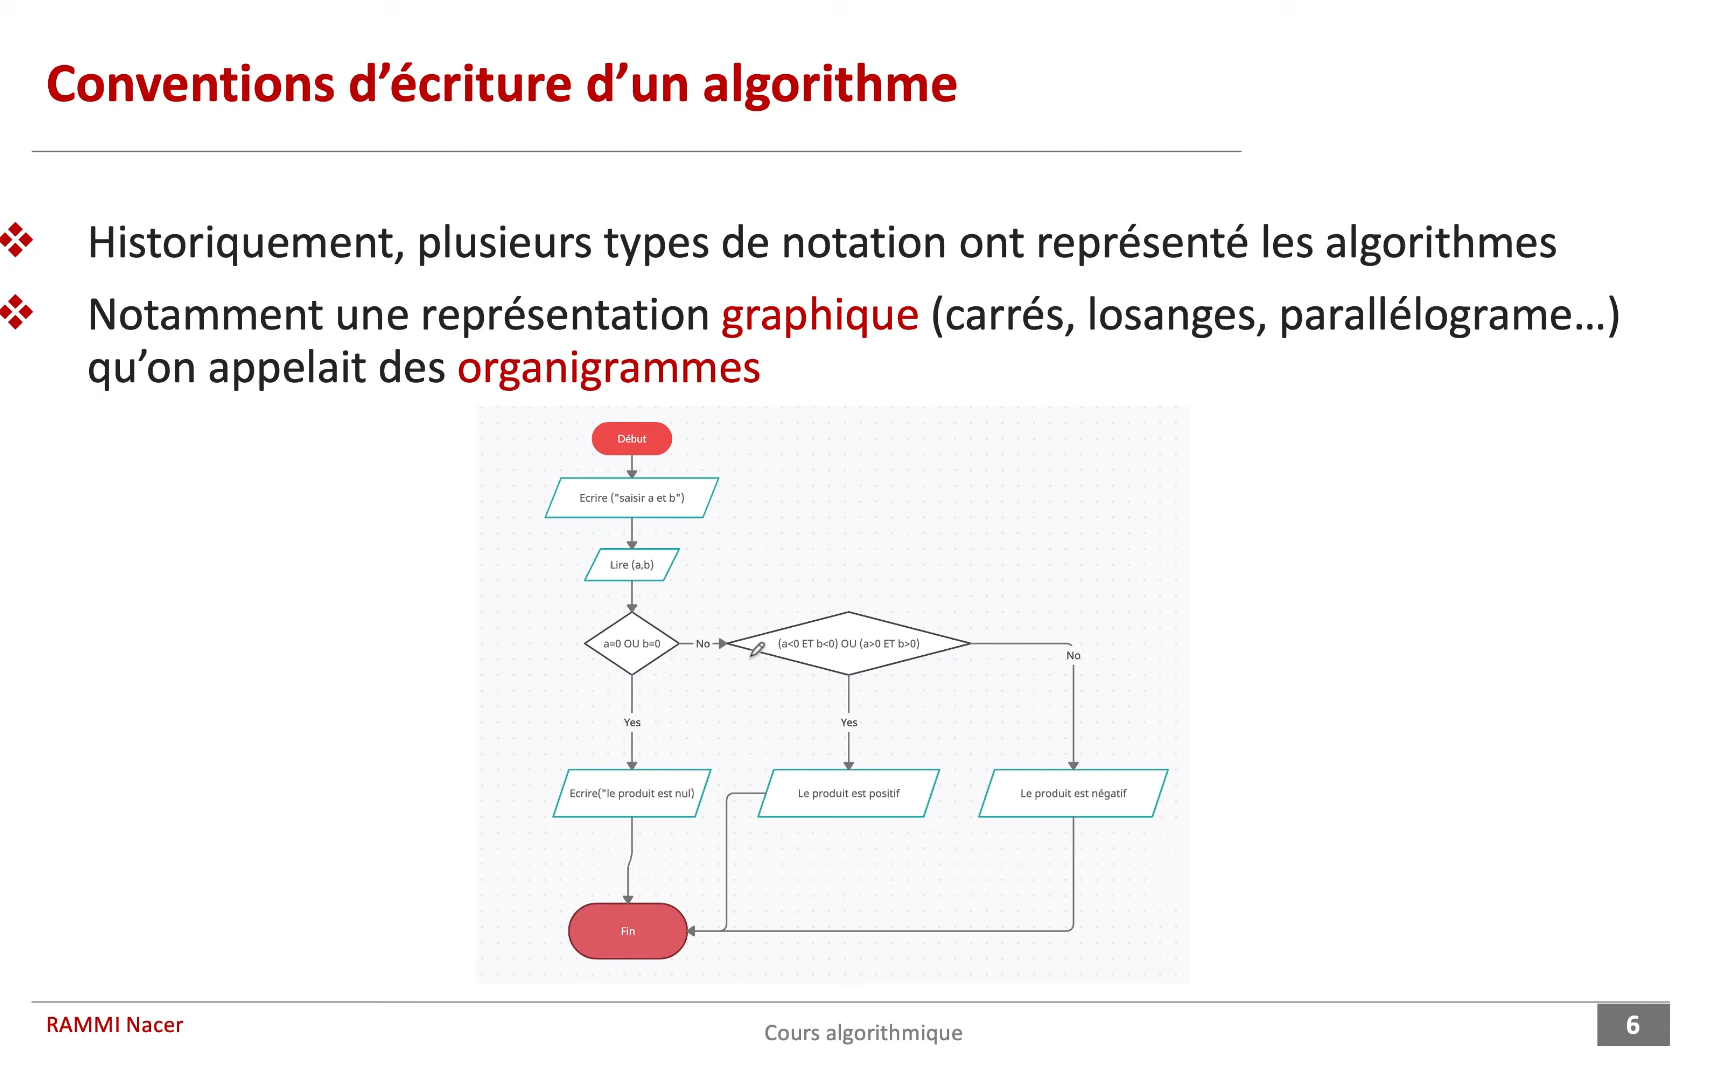 Conventions d’écriture d’un algorithme
Historiquement, plusieurs types de notation ont représenté les algorithmes
Notamment une représentation graphique (carrés, losanges, parallélograme...)
qu’on appelait des organigrammes
Début
Ecrire ("saisir a et b")
Lire (a,b)
a=0 OU b=0
No
(a<0 ET b<0) OU (a>0 ET b>0)
No
Yes
Yes
Ecrire("le produit est nul)
Le produit est positif
Le produit est négatif
Fin
RAMMI Nacer
Cours algorithmique
6